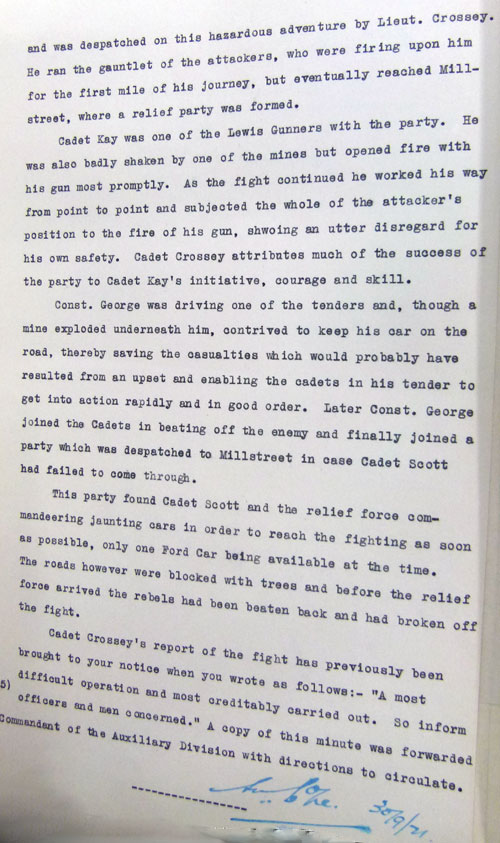 and was despatched on this hazardous adventure by Lieut. Crossey.
He ran the gauntlet of the attackers, who were firing upon him
for the first mile of his journey, but eventually reached Mill-
street, where a relief party was formed.
Cadet Kay was one of the Lewis Gunners with the party. He
was also badly shaken by one of the mines but opened fire with
his gun most promptly. As the fight continued he worked his way
from point to point and subjected the whole of the attacker's
position to the fire of his gun, shwoing an utter disregard for
his own safety. Cadet Crossey attributes much of the success of
the party to Cadet Kay's initiative, courage and skill.
Const. George was driving one of the tenders and, though a
mine exploded underneath him, contrived to keep his car on the
road, thereby saving the casualties which would probably have
resulted from an upset and enabling the cadets in his tender to
get into action rapidly and in good order. Later Const. George
joined the Cadets in beating off the enemy and finally joined a
party which was despatched to Millstreet in case Cadet Scott
had failed to come through.
This party found Cadet Scott and the relief force com-
mandeering jaunting cars in order to reach the fighting as soon
as possible, only one Ford Car being available at the time.
The roads however were blocked with trees and before the relief
force arrived the rebels had been beaten back and had broken off
the fight.
Cadet Crossey's report of the fight has previously been
brought to your notice when you wrote as follows:- "A most
difficult operation and most creditably carried out. So inform
5) officers and men concerned." A copy of this minute was forwarded
Commandant of the Auxiliary Division with directions to circulate.
30/9/21.